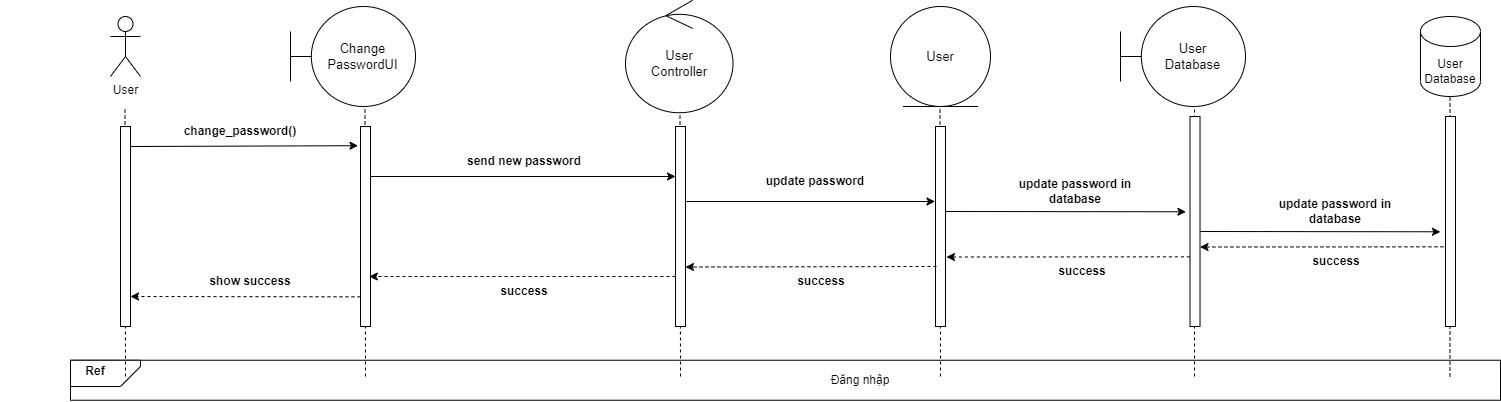 User
Change
PasswordUI
User
Controller
User
User
Database
User
Database
change_password()
send new password
update password
update password in
database
update password in
database
success
success
success
success
show success
Ref
Đăng nhập